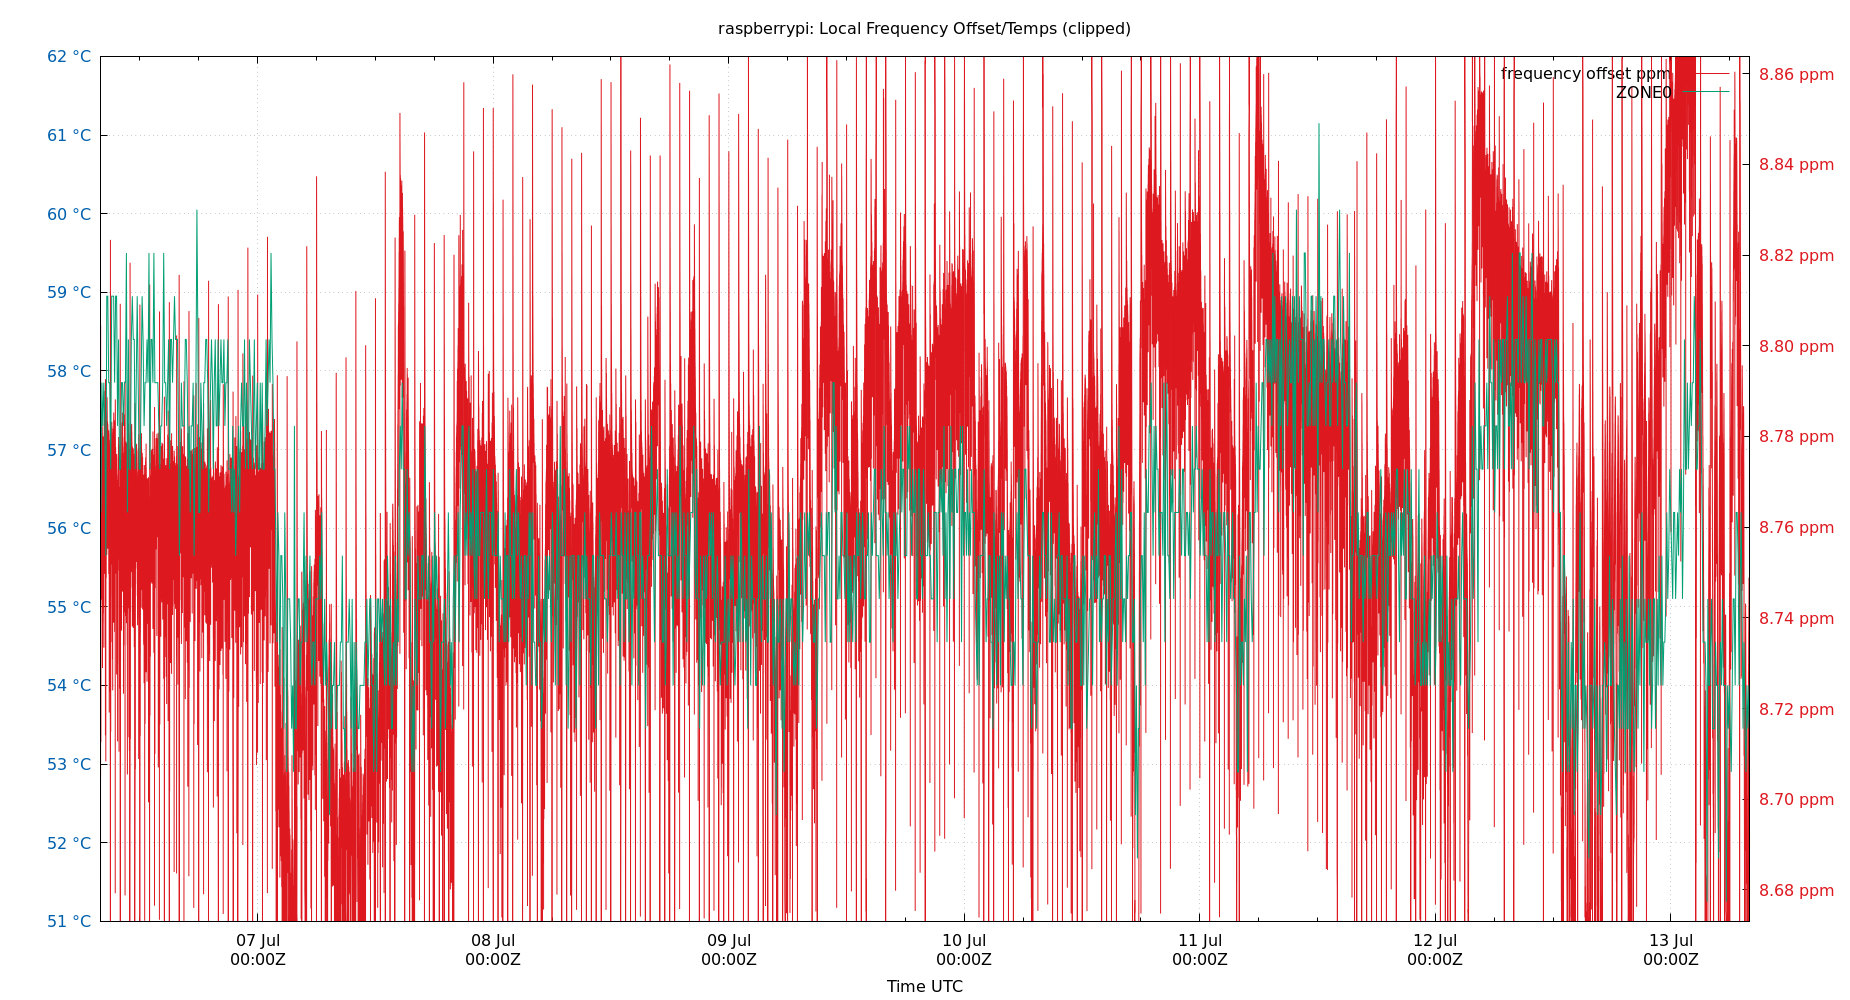 raspberrypi: Local Frequency Offset/Temps (clipped)
frequency offset ppm
ZONE0
62 °C
61 °C
60 °C
59 °C
58 °C
57 °C
56 °C
55 °C
54 °C
53 °C
52 °C
51 °C
8.86 ppm
8.84 ppm
8.82 ppm
8.80 ppm
8.78 ppm
8.76 ppm
8.74 ppm
8.72 ppm
8.70 ppm
8.68 ppm
07 Jul
00:00Z
08 Jul
00:00Z
09 Jul
00:00Z
10 Jul
00:00Z
11 Jul
00:00Z
12 Jul
00:00Z
13 Jul
00:00Z
Time UTC